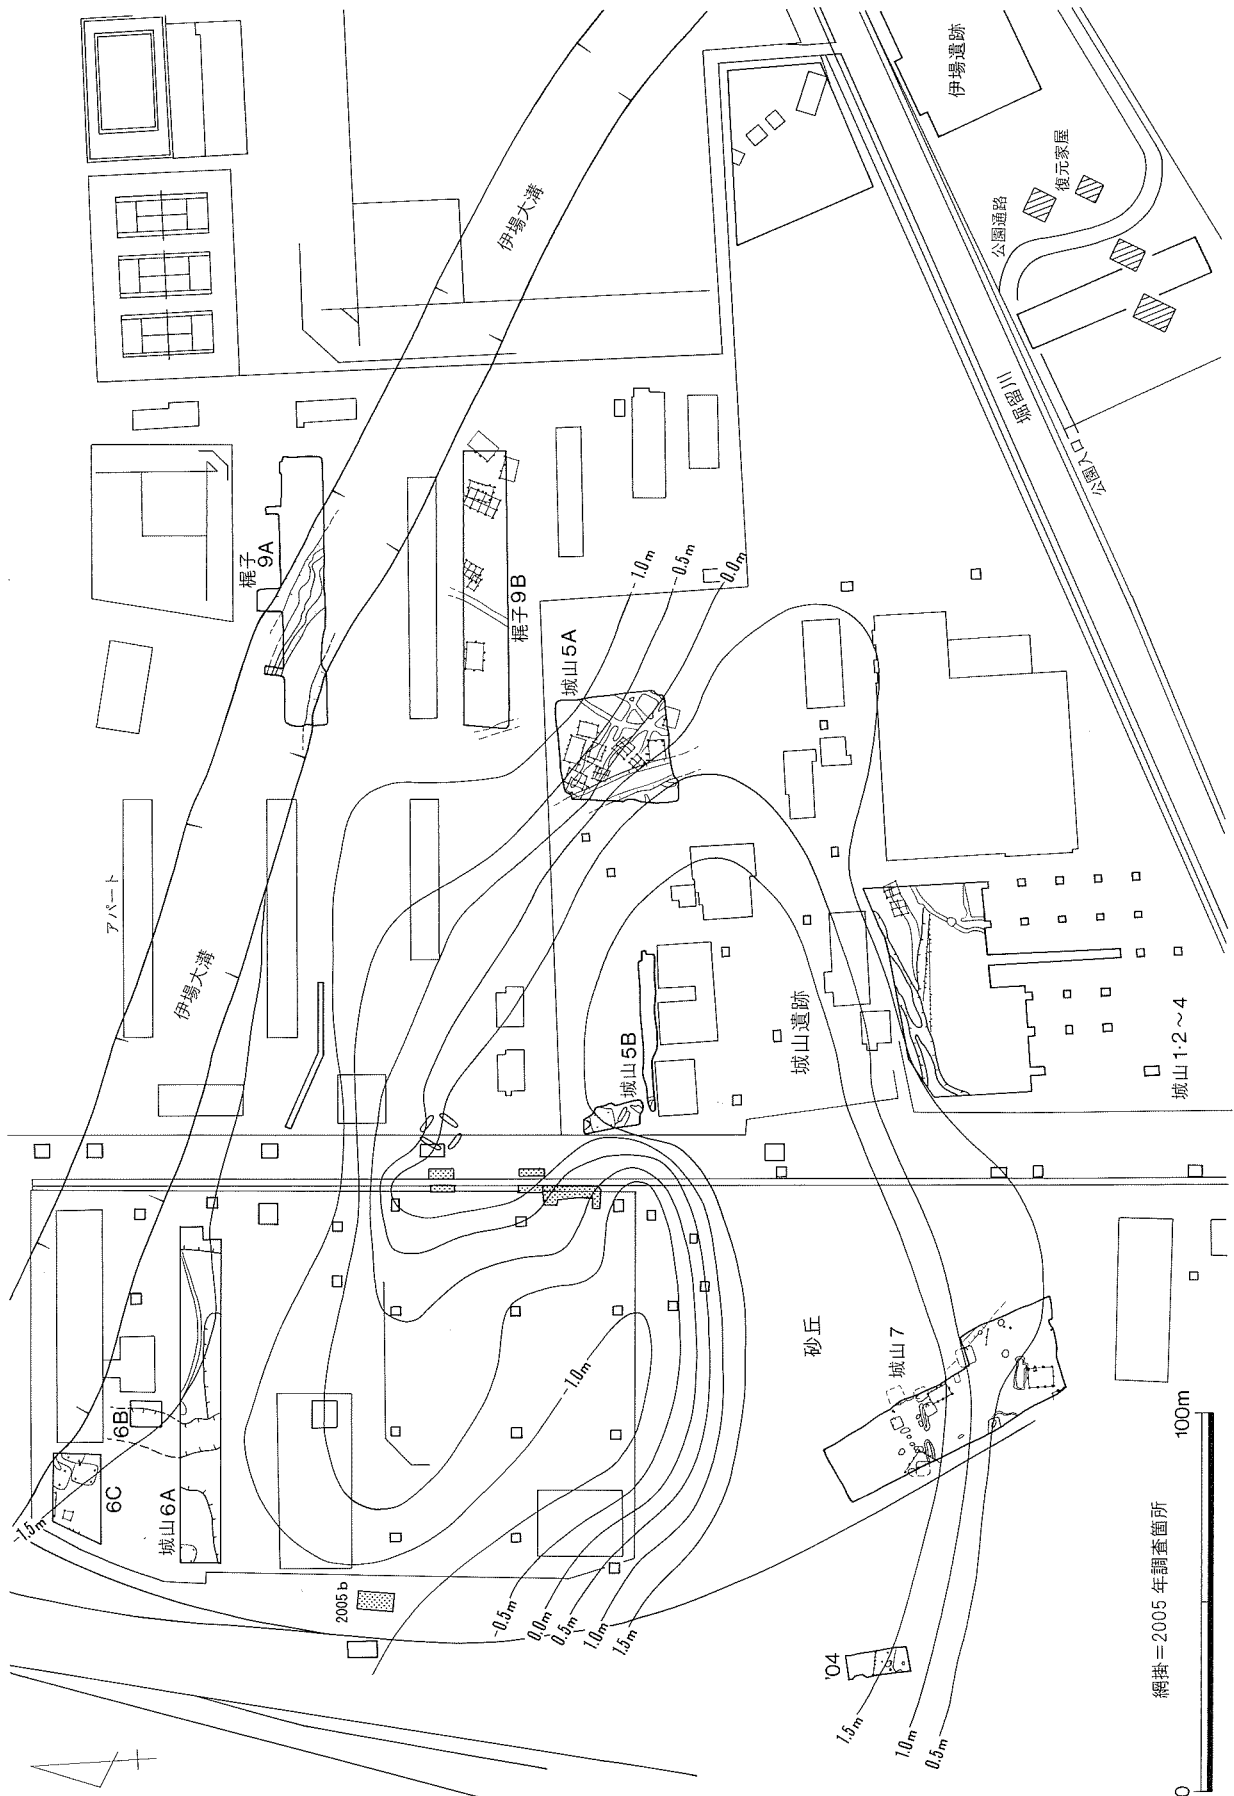 伊場遺跡
復元家屋
公園通路
伊場大溝
堀留川
公園入口
梶子
9A
梶子9B
-1.0m
-0.5m
0.0m
城山5A
アパート
伊場大溝
城山5B
城山遺跡
城山1·2～4
砂丘
城山7
-1.0m
6B
6C
城山6A
-1.5m
2005b
-0.5m
0.0m
0.5m
1.0m
1.5m
'04
1.5m
1.0m
0.5m
網掛＝2005年調査箇所
0
100m